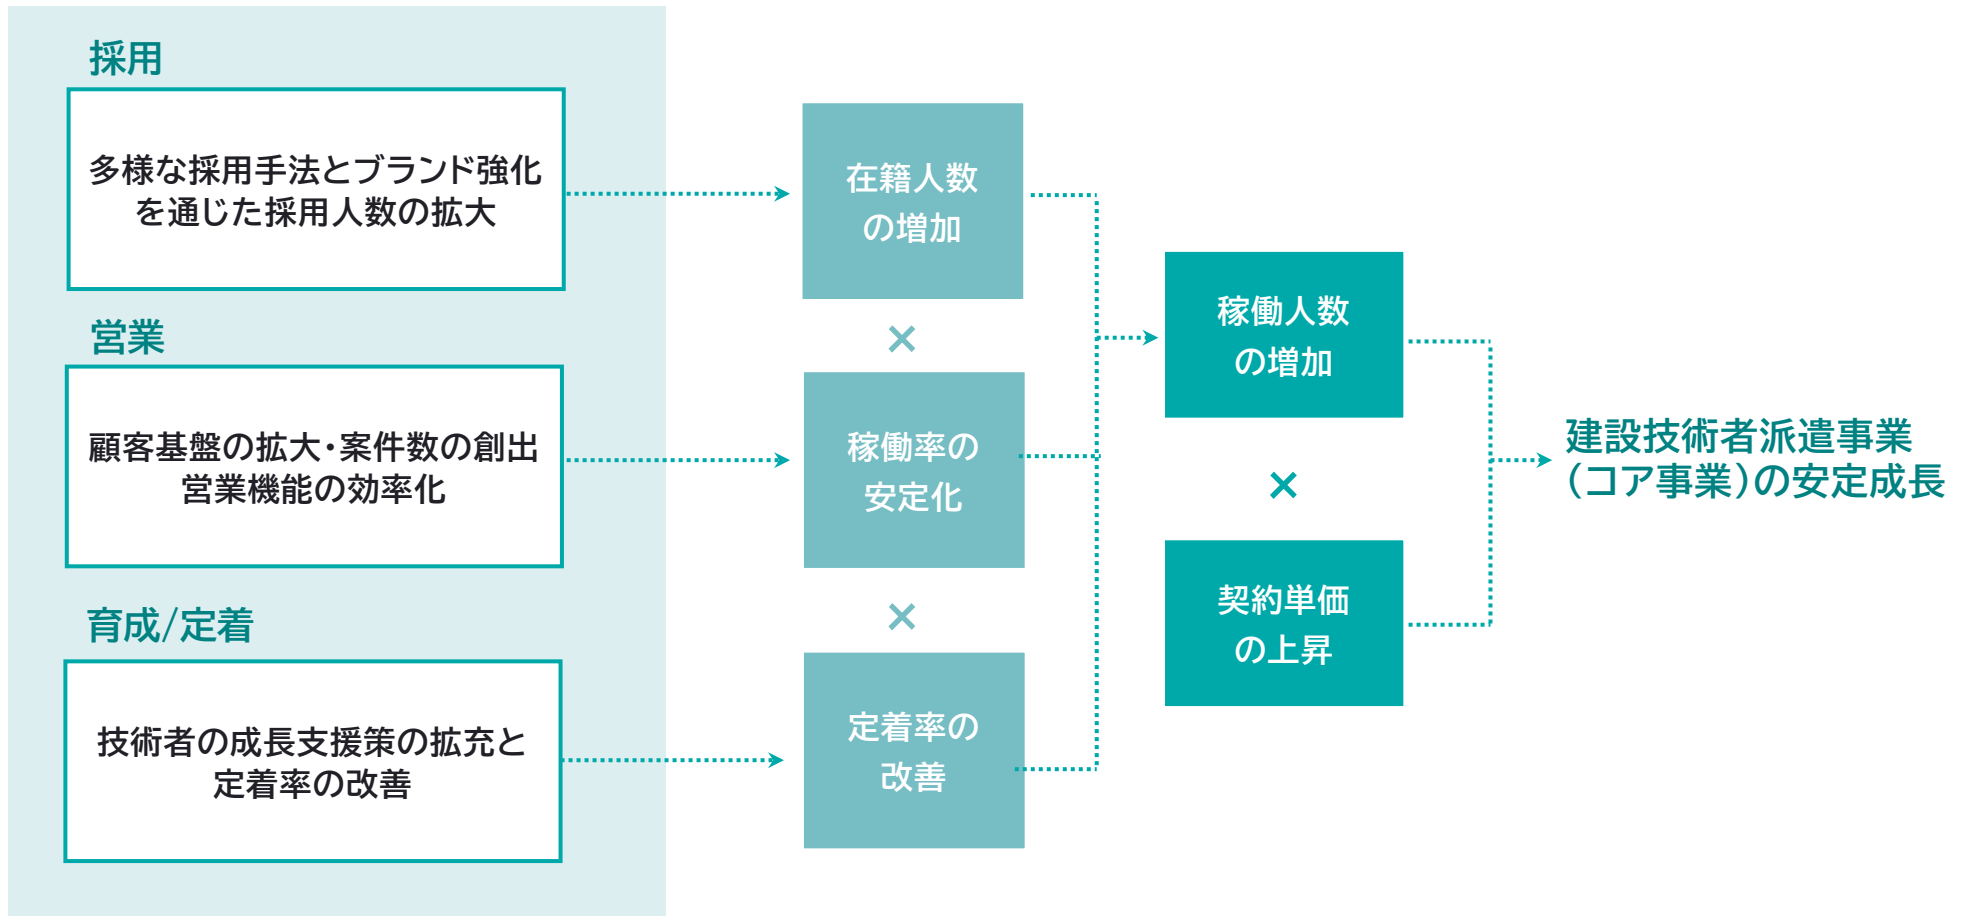 採用
多様な採用手法とブランド強化
を通じた採用人数の拡大
営業
顧客基盤の拡大・案件数の創出
営業機能の効率化
育成/定着
技術者の成長支援策の拡充と
定着率の改善
在籍人数
の増加
×
稼働率の
安定化
×
定着率の
改善
稼働人数
の増加
×
契約単価
の上昇
建設技術者派遣事業
(コア事業)の安定成長